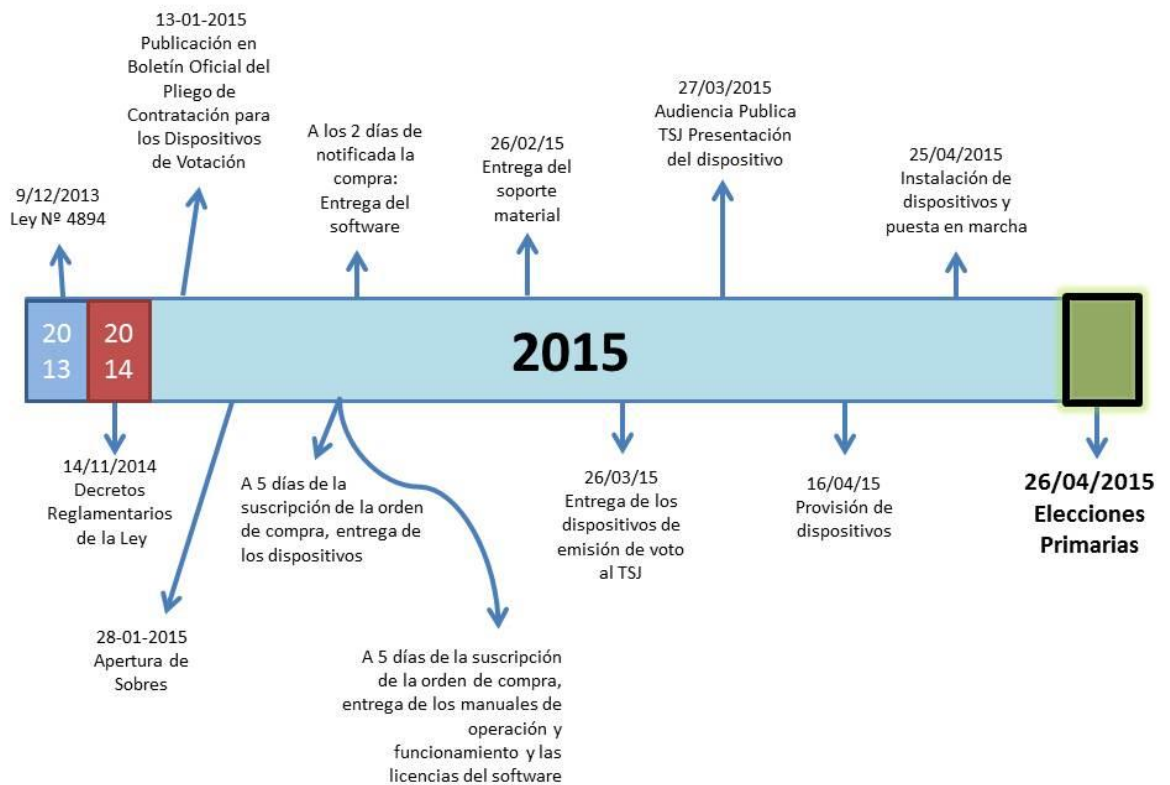 13-01-2015
Publicación en
Boletín Oficial del
Pliego de
Contratación para
los Dispositivos
de Votación
9/12/2013
Ley Nº 4894
A los 2 días de
notificada la
compra:
Entrega del
software
26/02/15
Entrega del
soporte
material
27/03/2015
Audiencia Publica
TSJ Presentación
del dispositivo
25/04/2015
Instalación de
dispositivos y
puesta en marcha
20
13
20
14
2015
14/11/2014
Decretos
Reglamentarios
de la Ley
28-01-2015
Apertura de
Sobres
A 5 días de la
suscripción de la orden
de compra, entrega de
los dispositivos
A 5 días de la suscripción
de la orden de compra,
entrega de los manuales de
operación y
funcionamiento y las
licencias del software
26/03/15
Entrega de los
dispositivos de
emisión de voto
al TSJ
16/04/15
Provisión de
dispositivos
26/04/2015
Elecciones
Primarias